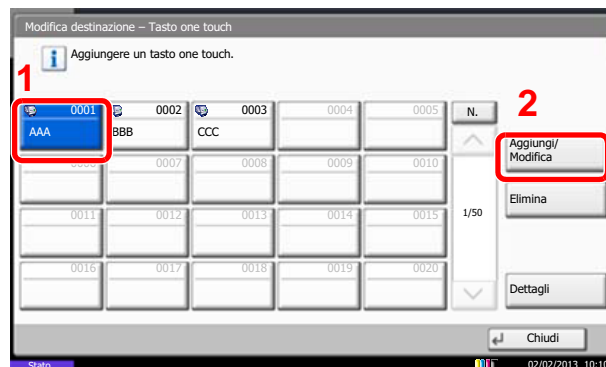 Modifica destinazione – Tasto one touch
Aggiungere un tasto one touch.
1
0001 0002 0003 0004 0005 N. 2
AAA BBB CCC
Aggiungi/
Modifica
0006 0007 0008 0009 0010
Elimina
0011 0012 0013 0014 0015 1/50
0016 0017 0018 0019 0020
Dettagli
Chiudi
Stato 02/02/2013 10:10